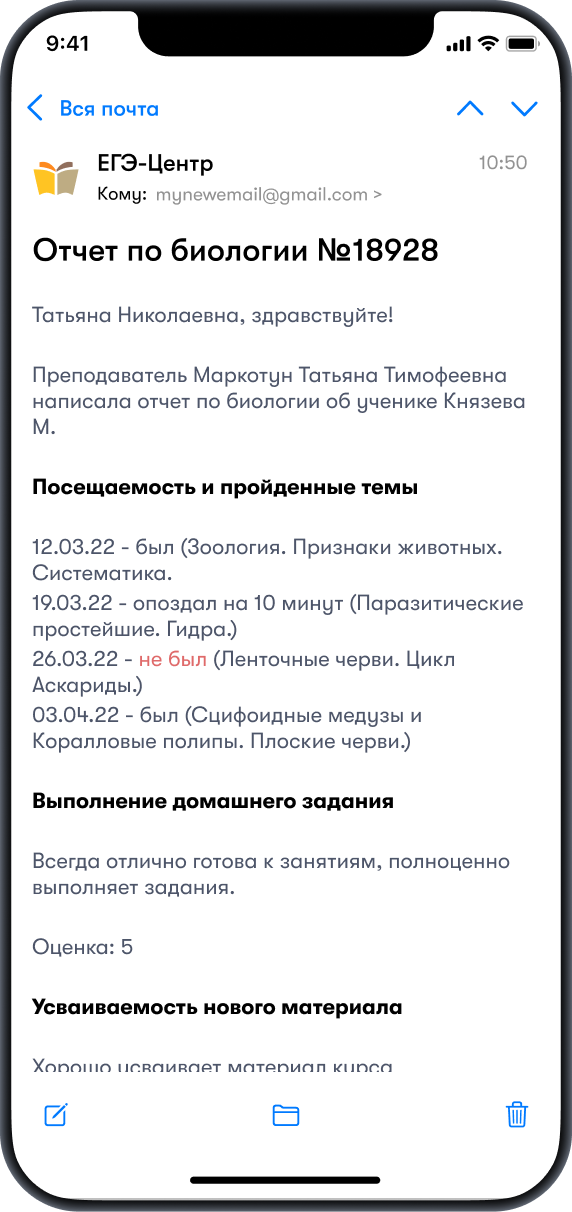 9:41
Вся почта
ЕГЭ-Центр
10:50
Кому: mynewemail@gmail.com >
Отчет по биологии №18928
Татьяна Николаевна, здравствуйте!
Преподаватель Маркотун Татьяна Тимофеевна
написала отчет по биологии об ученике Князева
М.
Посещаемость и пройденные темы
12.03.22 - был (Зоология. Признаки животных.
Систематика.
19.03.22 - опоздал на 10 минут (Паразитические
простейшие. Гидра.)
26.03.22 - не был (Ленточные черви. Цикл
Аскариды.)
03.04.22 - был (Сцифоидные медузы и
Коралловые полипы. Плоские черви.)
Выполнение домашнего задания
Всегда отлично готова к занятиям, полноценно
выполняет задания.
Оценка: 5
Усваиваемость нового материала
Хорошо усваивает материал курса